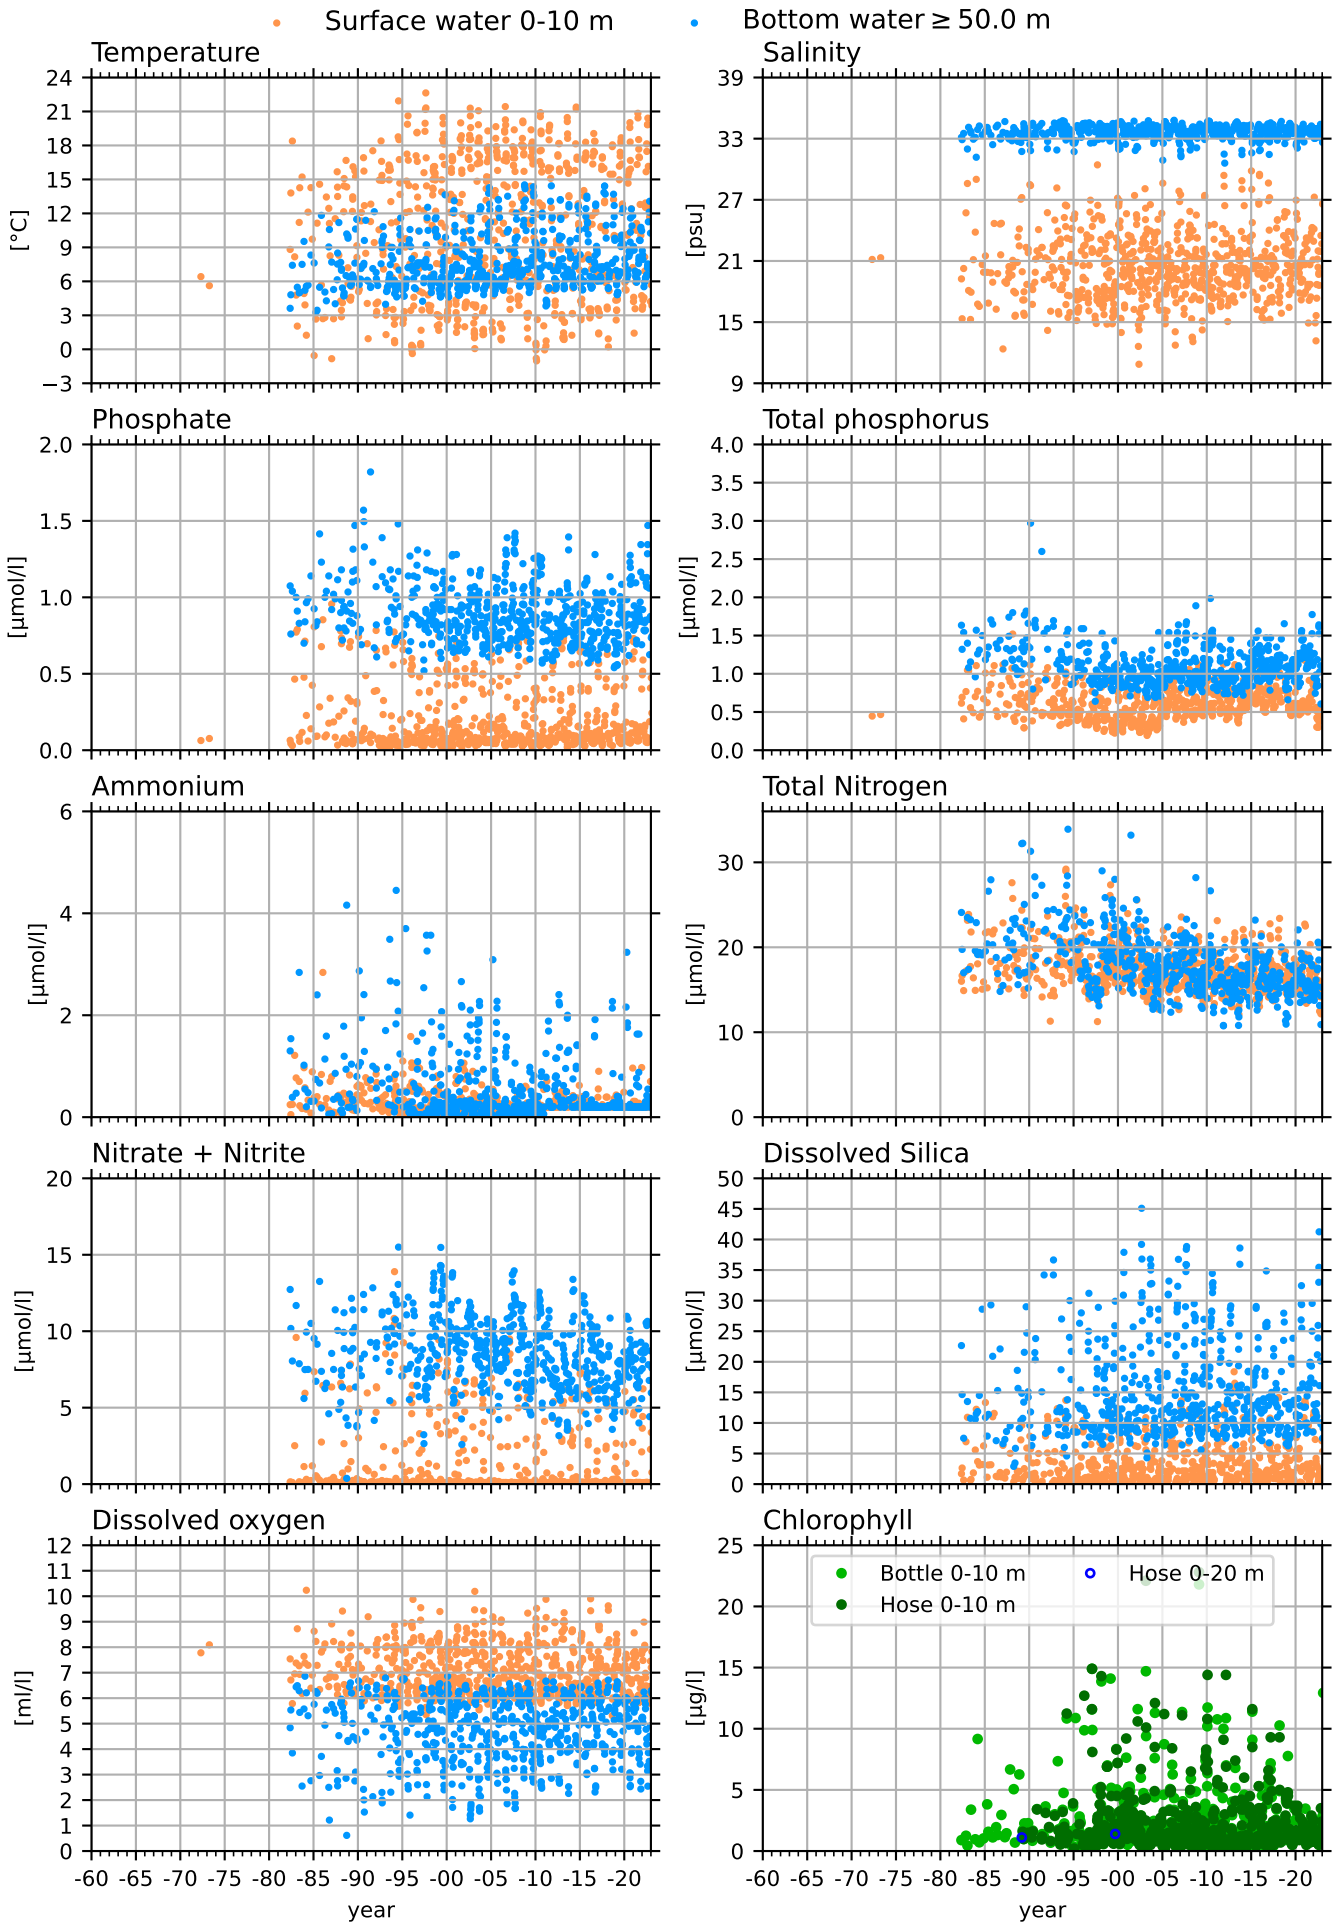 Surface water 0-10 m Bottom water ≥ 50.0 m
Temperature Salinity
24 21 18 15 12 9 6 3 0 −3
[°C]
39 33 27 21 15 9
[psu]
Phosphate Total phosphorus
2.0 1.5 1.0 0.5 0.0
[µmol/l]
4.0 3.5 3.0 2.5 2.0 1.5 1.0 0.5 0.0
[µmol/l]
Ammonium Total Nitrogen
6 4 2 0
[µmol/l]
30 20 10 0
[µmol/l]
Nitrate + Nitrite Dissolved Silica
20 15 10 5 0
[µmol/l]
50 45 40 35 30 25 20 15 10 5 0
[µmol/l]
Dissolved oxygen Chlorophyll
12 11 10 9 8 7 6 5 4 3 2 1 0
[ml/l]
25 20 15 10 5 0
[µg/l]
Bottle 0-10 m Hose 0-20 m
Hose 0-10 m
-60 -65 -70 -75 -80 -85 -90 -95 -00 -05 -10 -15 -20 -60 -65 -70 -75 -80 -85 -90 -95 -00 -05 -10 -15 -20
year year